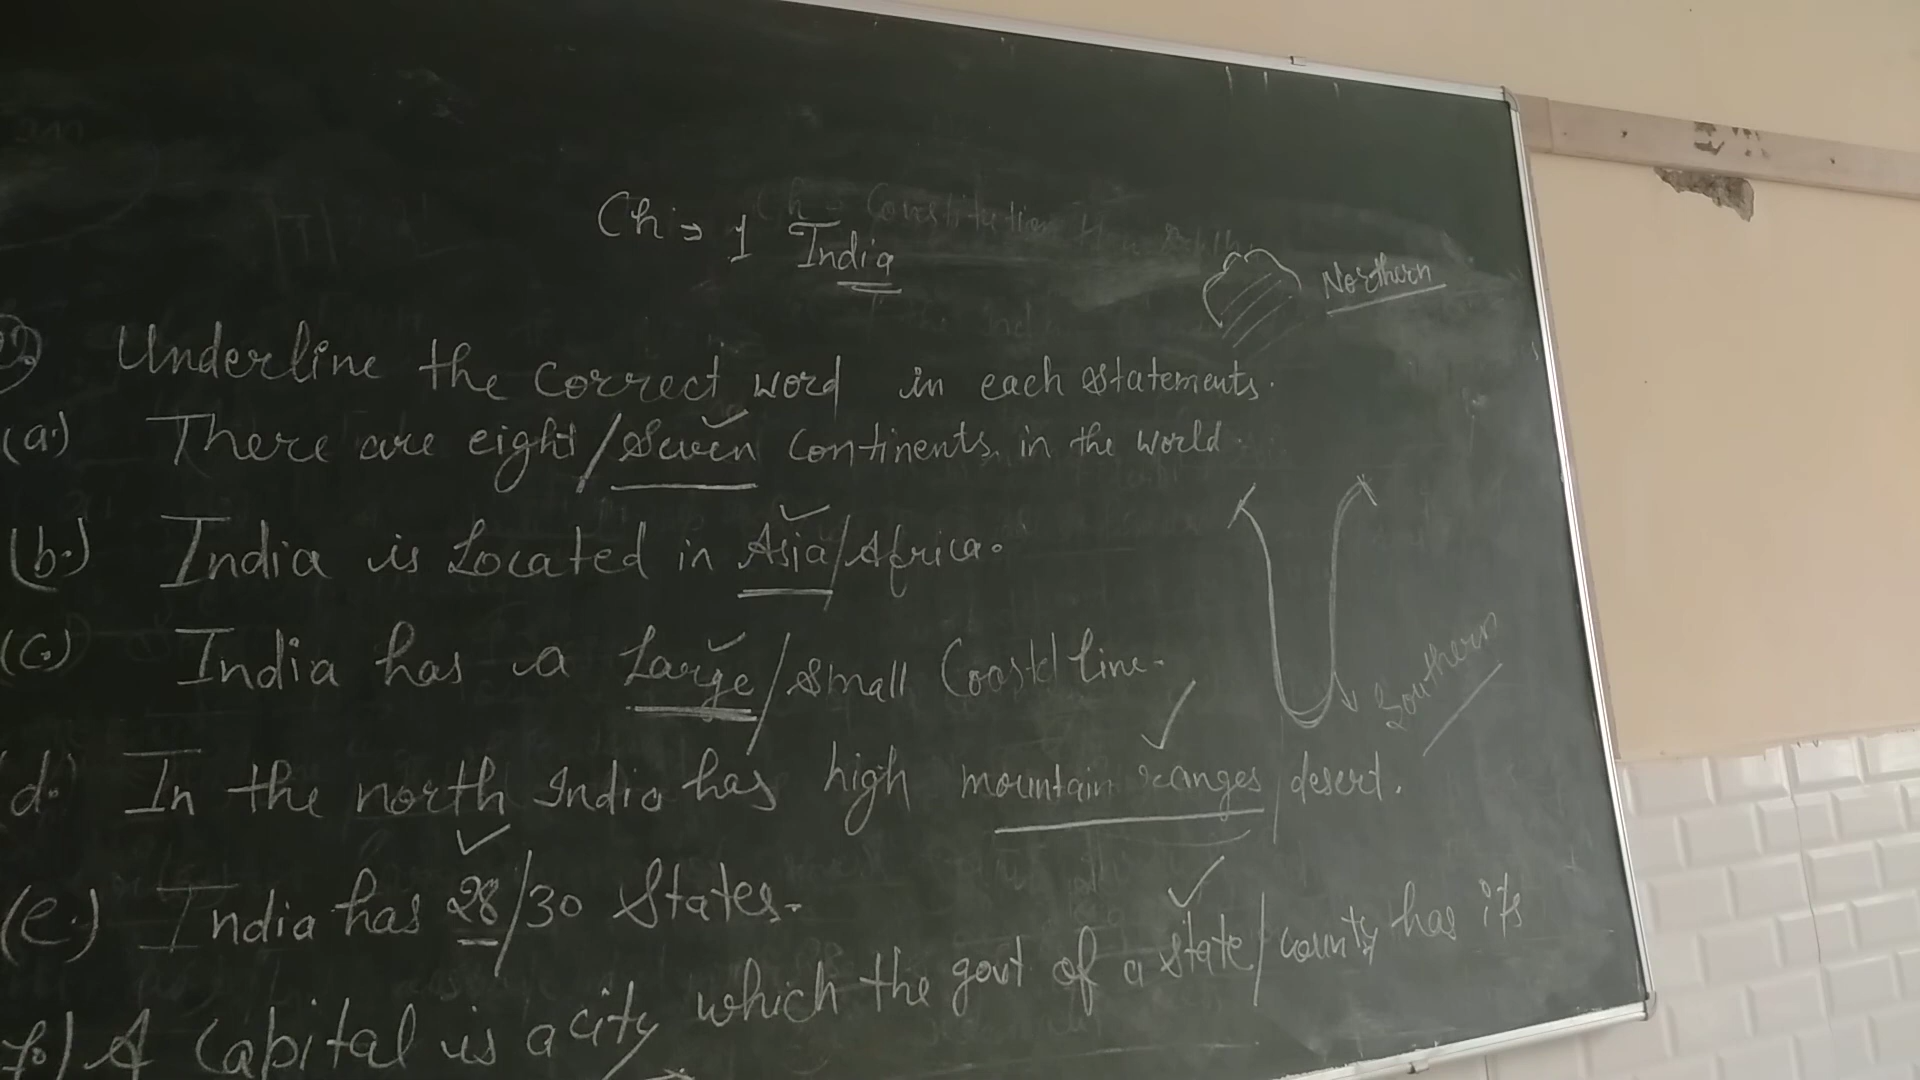 Ch → 1 India
Northern
Underline the correct word in each statements.
(a.) There are eight/Seven continents in the world
(b.) India is Located in Asia/Africa.
(c.) India has a Large/small Coastel line.
d. In the north India has high mountain ranges/desert.
Southern
(e.) India has 28/30 States.
f.) A Capital is a city which the govt of a state/county has its